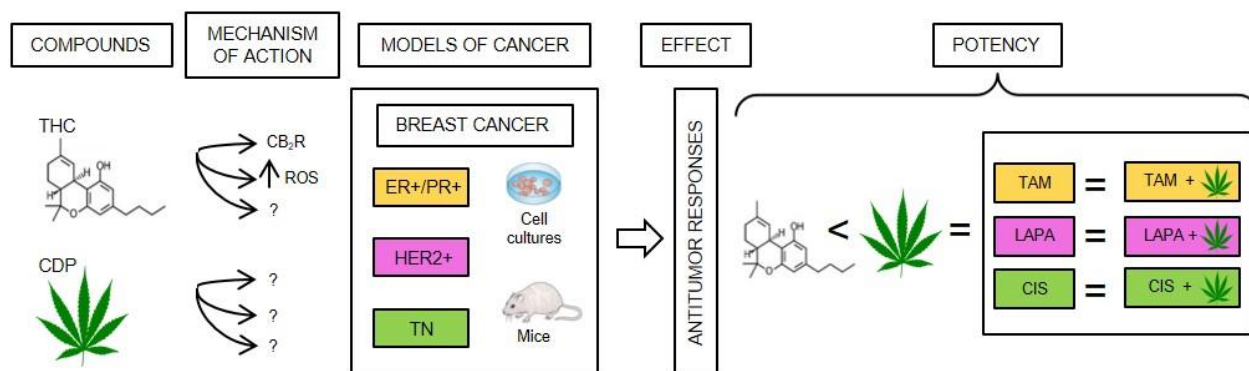 COMPOUNDS
MECHANISM
OF ACTION
MODELS OF CANCER
EFFECT
POTENCY
THC
OH
H
H
O
CB₂R
↑ ROS
?
CDP
?
?
?
BREAST CANCER
ER+/PR+
HER2+
TN
Cell
cultures
Mice
ANTITUMOR RESPONSES
OH
H
H
O
<
=
TAM = TAM +
LAPA = LAPA +
CIS = CIS +